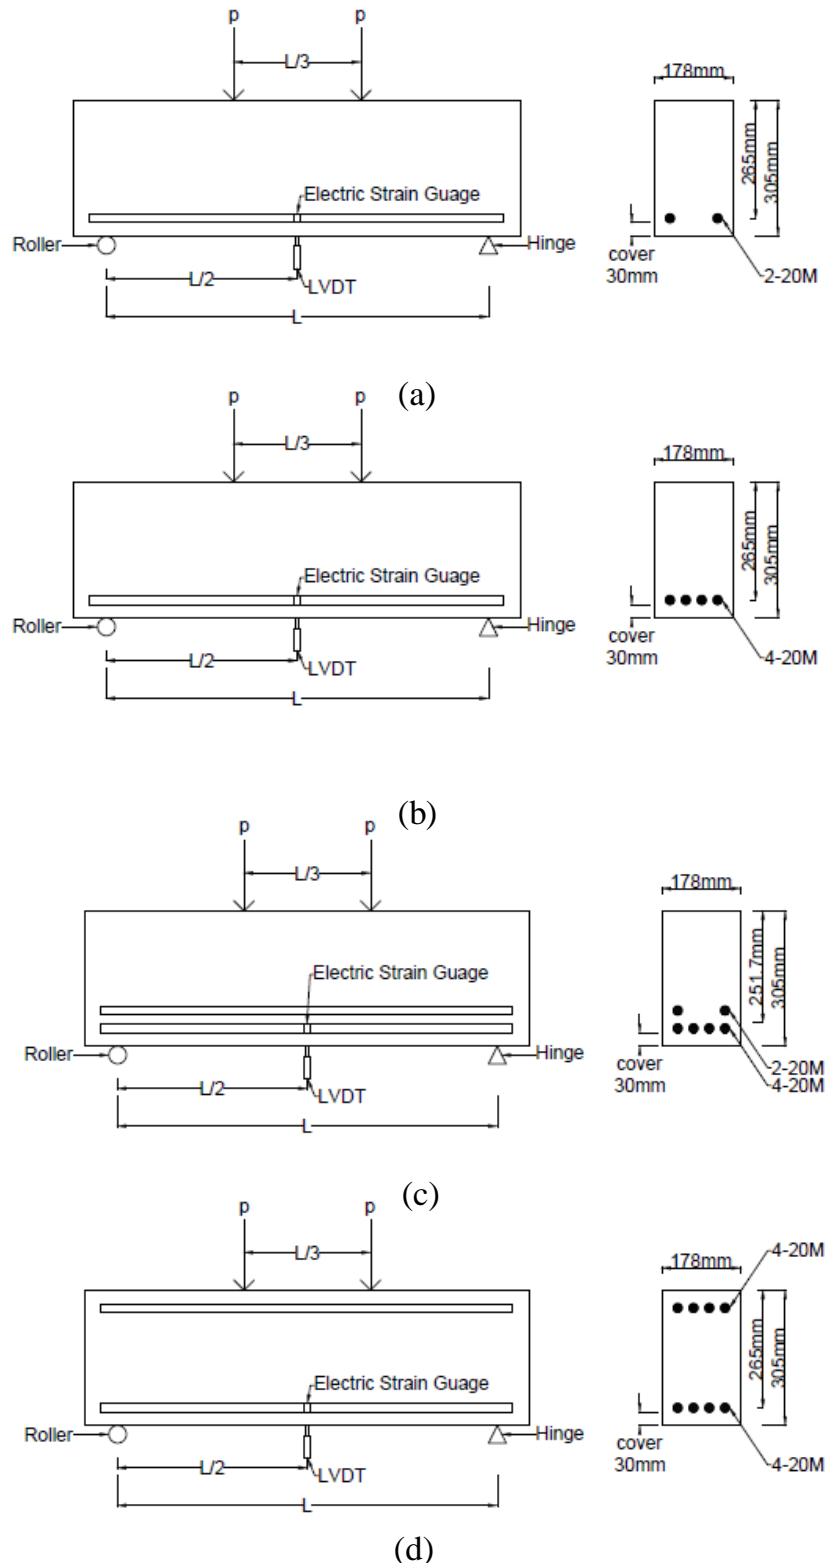 p p
L/3
178mm
265mm
305mm
Electric Strain Guage
Roller
Hinge
cover
30mm
2-20M
L/2
LVDT
L
(a)
p p
L/3
178mm
265mm
305mm
Electric Strain Guage
Roller
Hinge
cover
30mm
4-20M
L/2
LVDT
L
(b)
p p
L/3
178mm
251.7mm
305mm
Electric Strain Guage
Roller
Hinge
cover
30mm
2-20M
4-20M
L/2
LVDT
L
(c)
p p
L/3
4-20M
178mm
265mm
305mm
Electric Strain Guage
Roller
Hinge
cover
30mm
4-20M
L/2
LVDT
L
(d)